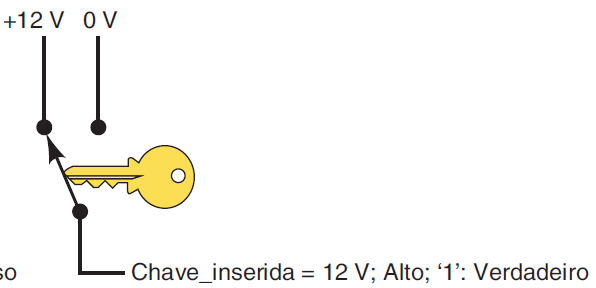 +12 V 0 V
so Chave_inserida = 12 V; Alto; ‘1’: Verdadeiro